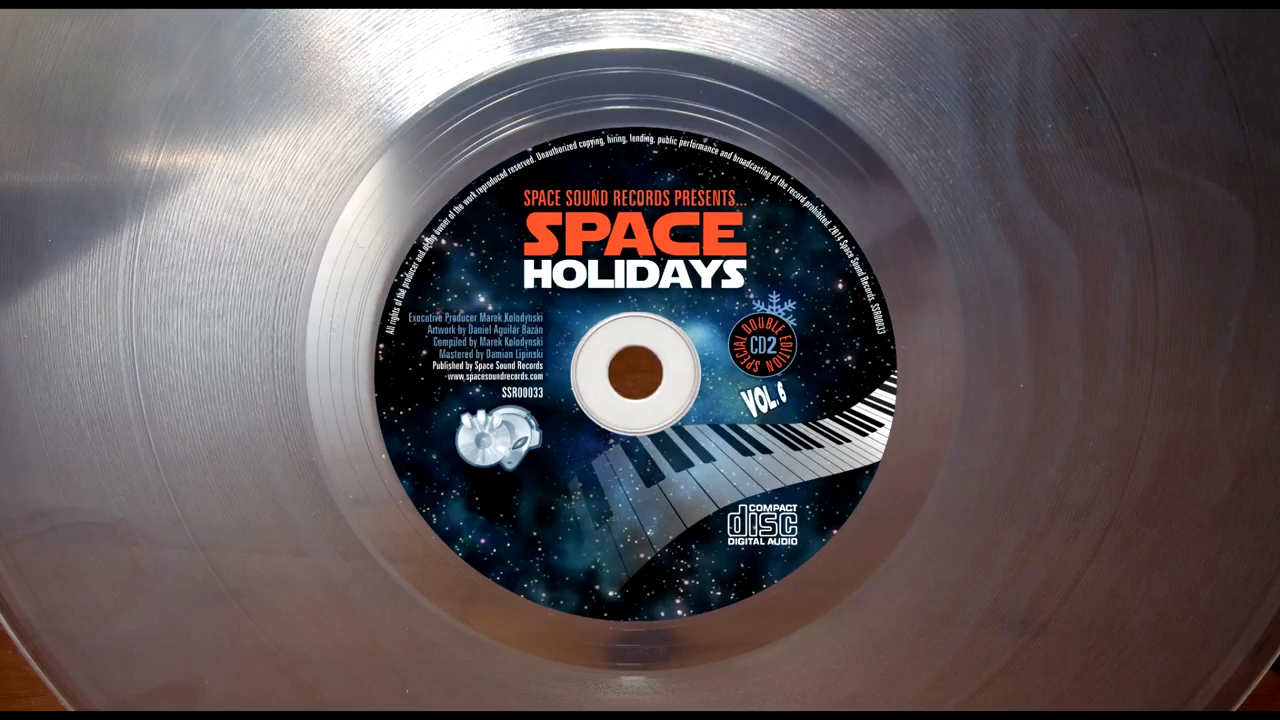 All rights of the producer and of the owner of the work reproduced reserved. Unauthorized copying, hiring, lending, public performance and broadcasting of the record prohibited. 2014 Space Sound Records. SSR00033
SPACE SOUND RECORDS PRESENTS...
SPACE
HOLIDAYS
Executive Producer Marek Kolodynski
Artwork by Daniel Aguilár Bazán
Compiled by Marek Kolodynski
Mastered by Damian Lipinski
Published by Space Sound Records
www.spacesoundrecords.com
SSR00033
SPECIAL DOUBLE EDITION
CD2
VOL. 6
COMPACT
disc
DIGITAL AUDIO